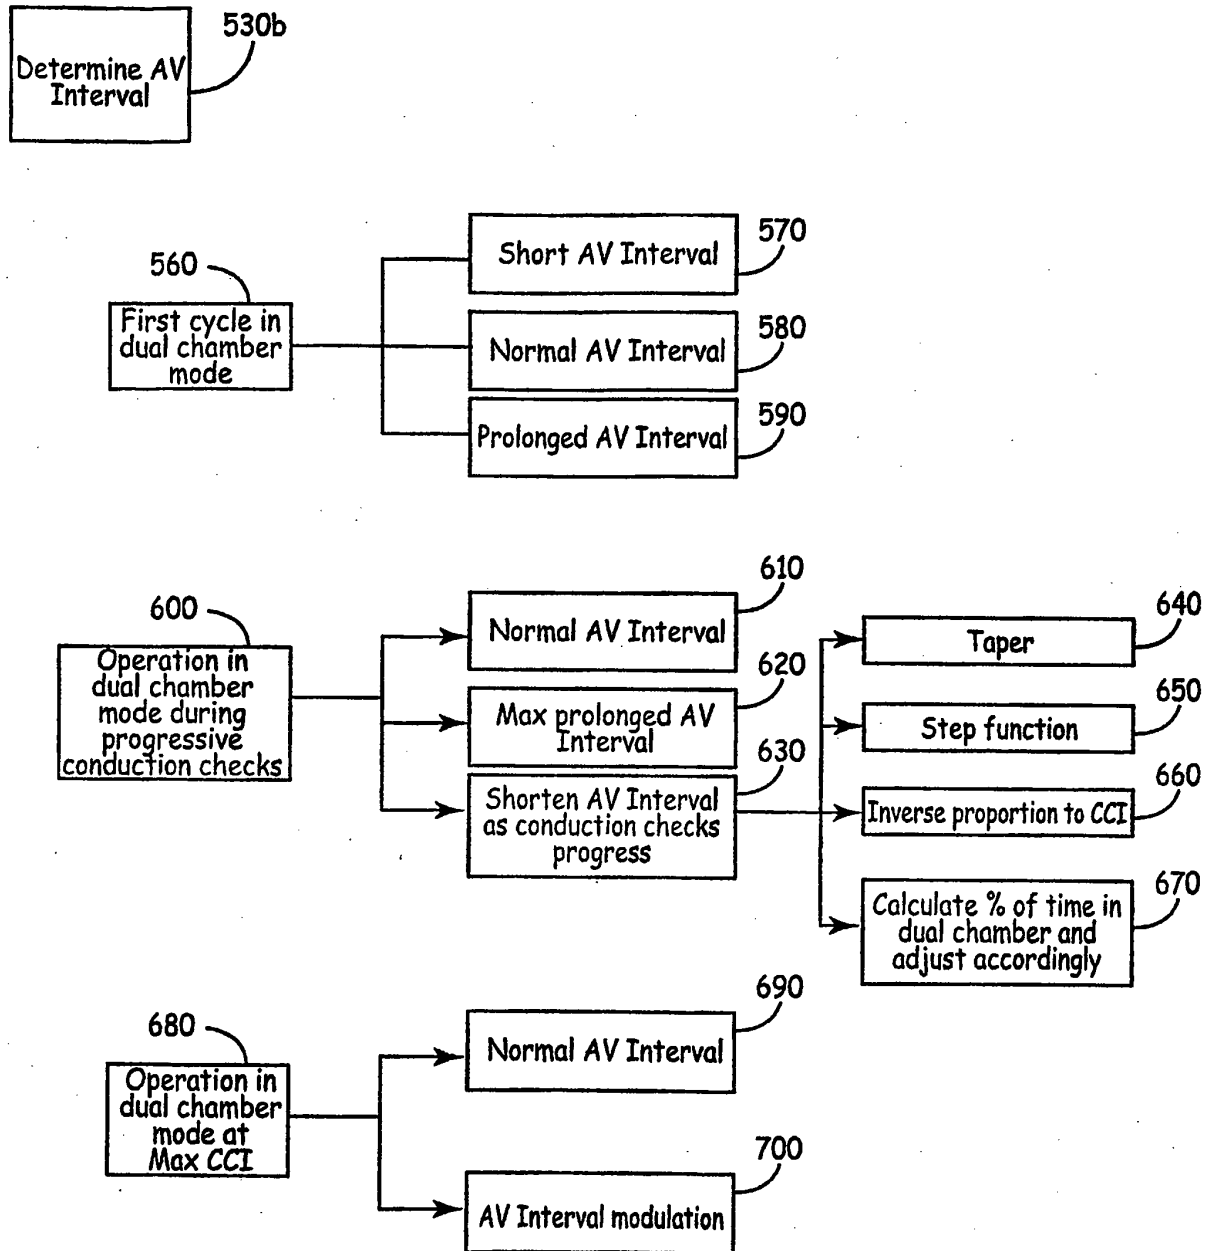 530b
Determine AV
Interval
570
Short AV Interval
560
First cycle in
dual chamber
mode
580
Normal AV Interval
590
Prolonged AV Interval
610
Normal AV Interval
600
Operation in
dual chamber
mode during
progressive
conduction checks
620
Max prolonged AV
Interval
630
Shorten AV Interval
as conduction checks
progress
640
Taper
650
Step function
660
Inverse proportion to CCI
670
Calculate % of time in
dual chamber and
adjust accordingly
690
Normal AV Interval
680
Operation in
dual chamber
mode at
Max CCI
700
AV Interval modulation